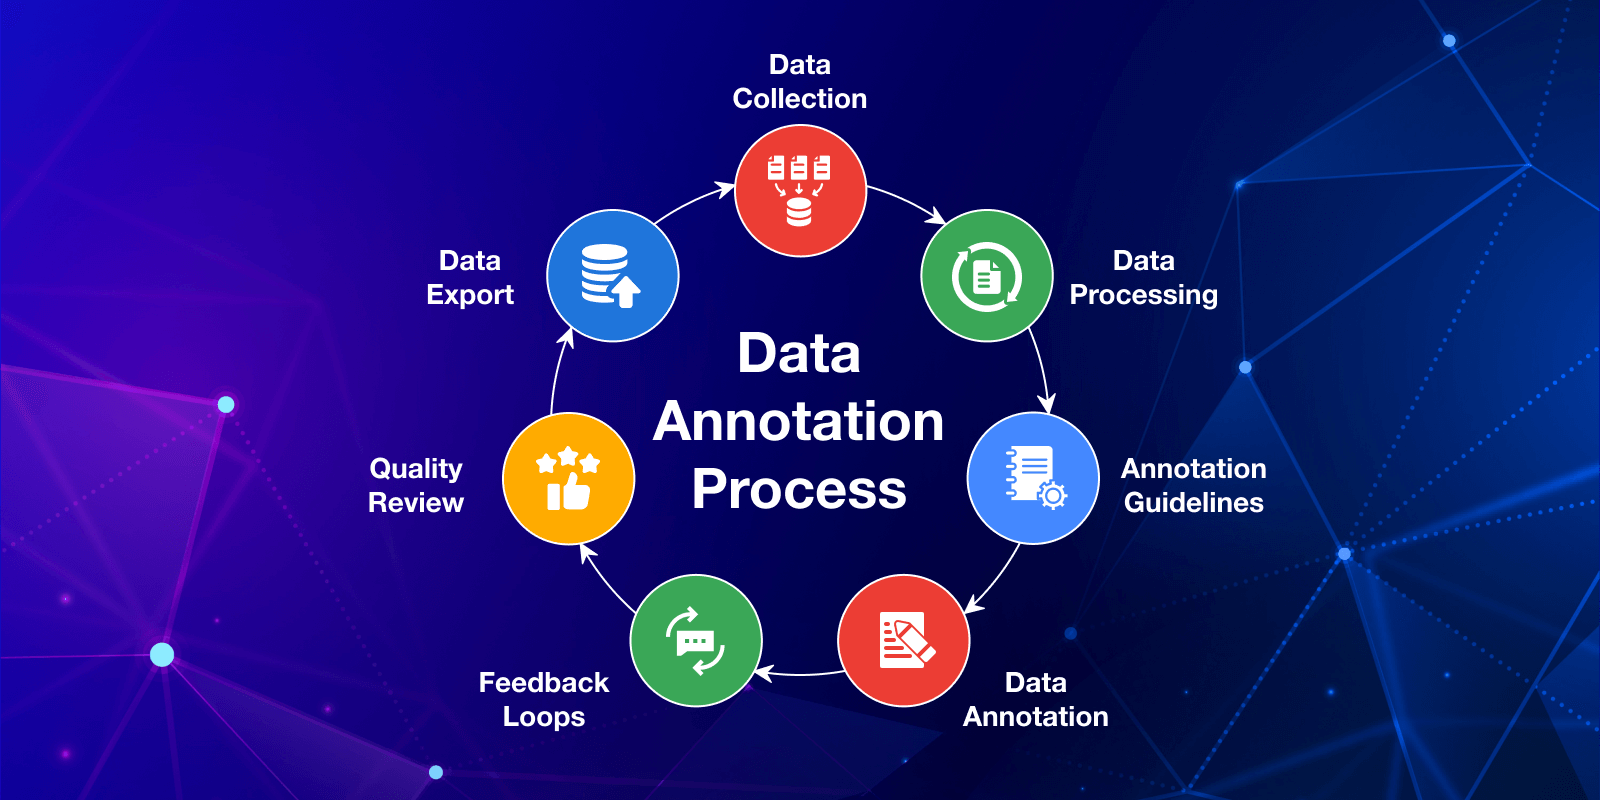 Data
Collection
Data
Processing
Annotation
Guidelines
Data
Annotation
Feedback
Loops
Quality
Review
Data
Export
Data
Annotation
Process